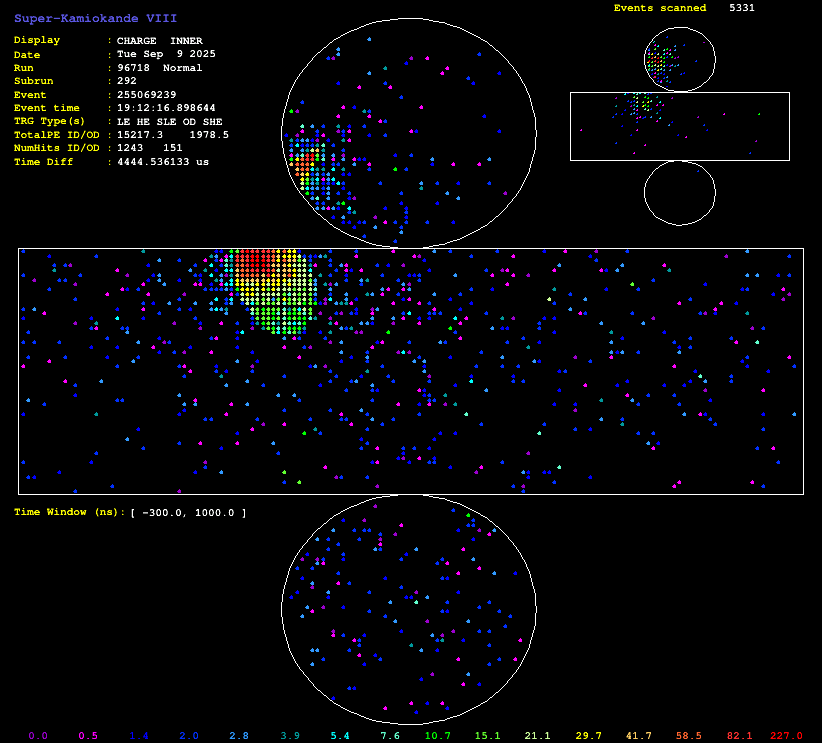 Events scanned 5331
Super-Kamiokande VIII
Display : CHARGE INNER
Date : Tue Sep 9 2025
Run : 96718 Normal
Subrun : 292
Event : 255069239
Event time : 19:12:16.898644
TRG Type(s) : LE HE SLE OD SHE
TotalPE ID/OD : 15217.3 1978.5
NumHits ID/OD : 1243 151
Time Diff : 4444.536133 us
Time Window (ns): [ -300.0, 1000.0 ]
0.0 0.5 1.4 2.0 2.8 3.9 5.4 7.6 10.7 15.1 21.1 29.7 41.7 58.5 82.1 227.0